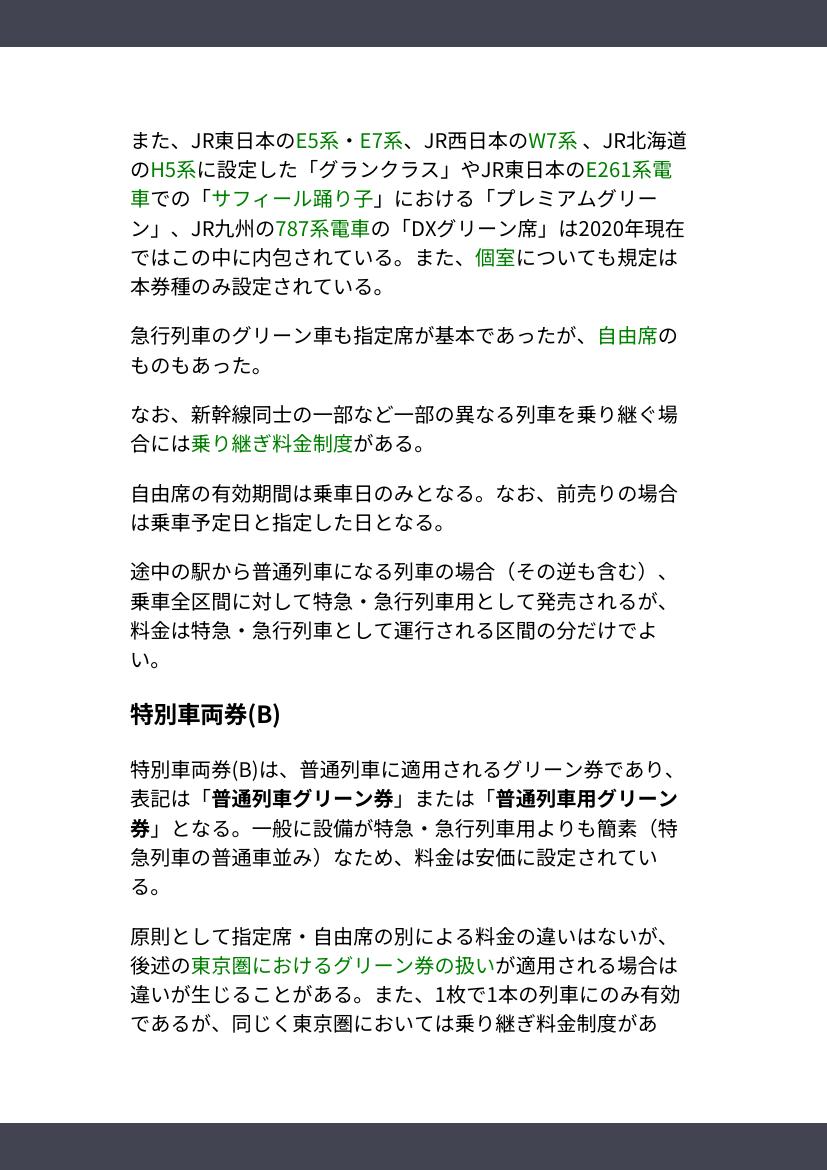 また、JR東日本のE5系・E7系、JR西日本のW7系 、JR北海道
のH5系に設定した「グランクラス」やJR東日本のE261系電
車での「サフィール踊り子」における「プレミアムグリー
ン」、JR九州の787系電車の「DXグリーン席」は2020年現在
ではこの中に内包されている。また、個室についても規定は
本券種のみ設定されている。
急行列車のグリーン車も指定席が基本であったが、自由席の
ものもあった。
なお、新幹線同士の一部など一部の異なる列車を乗り継ぐ場
合には乗り継ぎ料金制度がある。
自由席の有効期間は乗車日のみとなる。なお、前売りの場合
は乗車予定日と指定した日となる。
途中の駅から普通列車になる列車の場合（その逆も含む）、
乗車全区間に対して特急・急行列車用として発売されるが、
料金は特急・急行列車として運行される区間の分だけでよ
い。
特別車両券(B)
特別車両券(B)は、普通列車に適用されるグリーン券であり、
表記は「普通列車グリーン券」または「普通列車用グリーン
券」となる。一般に設備が特急・急行列車用よりも簡素（特
急列車の普通車並み）なため、料金は安価に設定されてい
る。
原則として指定席・自由席の別による料金の違いはないが、
後述の東京圏におけるグリーン券の扱いが適用される場合は
違いが生じることがある。また、1枚で1本の列車にのみ有効
であるが、同じく東京圏においては乗り継ぎ料金制度があ